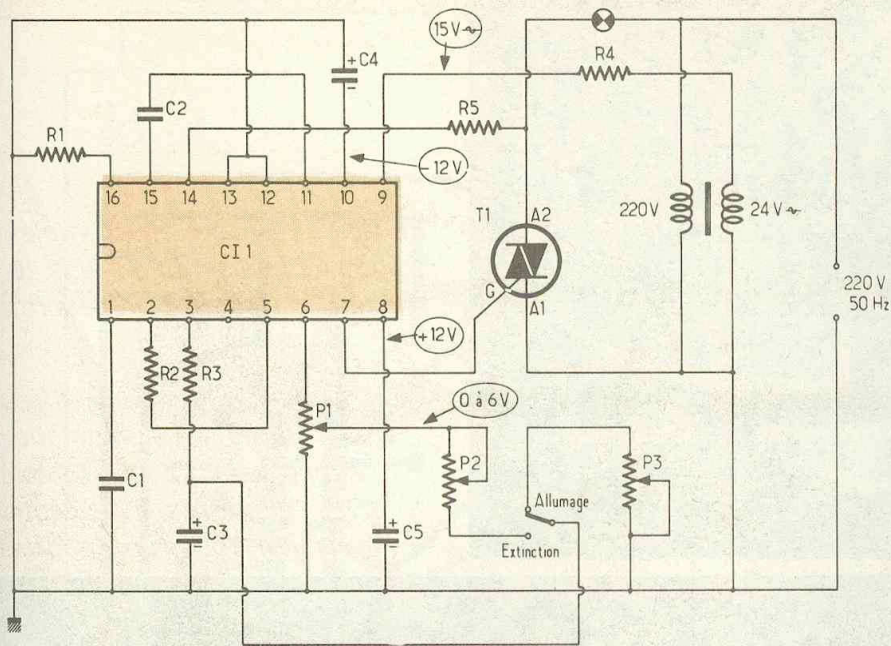 15V~
C4
+
-
R4
C2
R5
R1
-12V
16 15 14 13 12 11 10 9
T1 A2
220V 24V~
CI 1
G
A1
220 V
50 Hz
1 2 3 4 5 6 7 8
+12V
R2 R3
0 à 6V
P1
P2 P3
Allumage
C1
+ C3
-
+ C5
-
Extinction